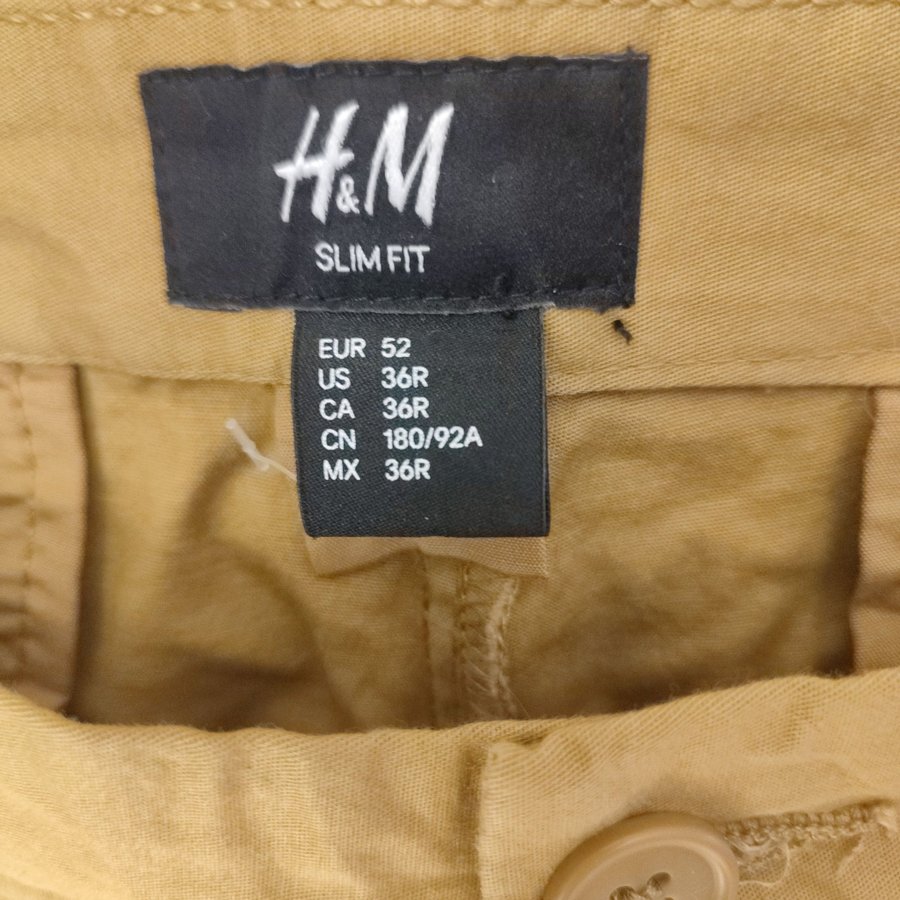 H&M
SLIM FIT
EUR 52
US 36R
CA 36R
CN 180/92A
MX 36R